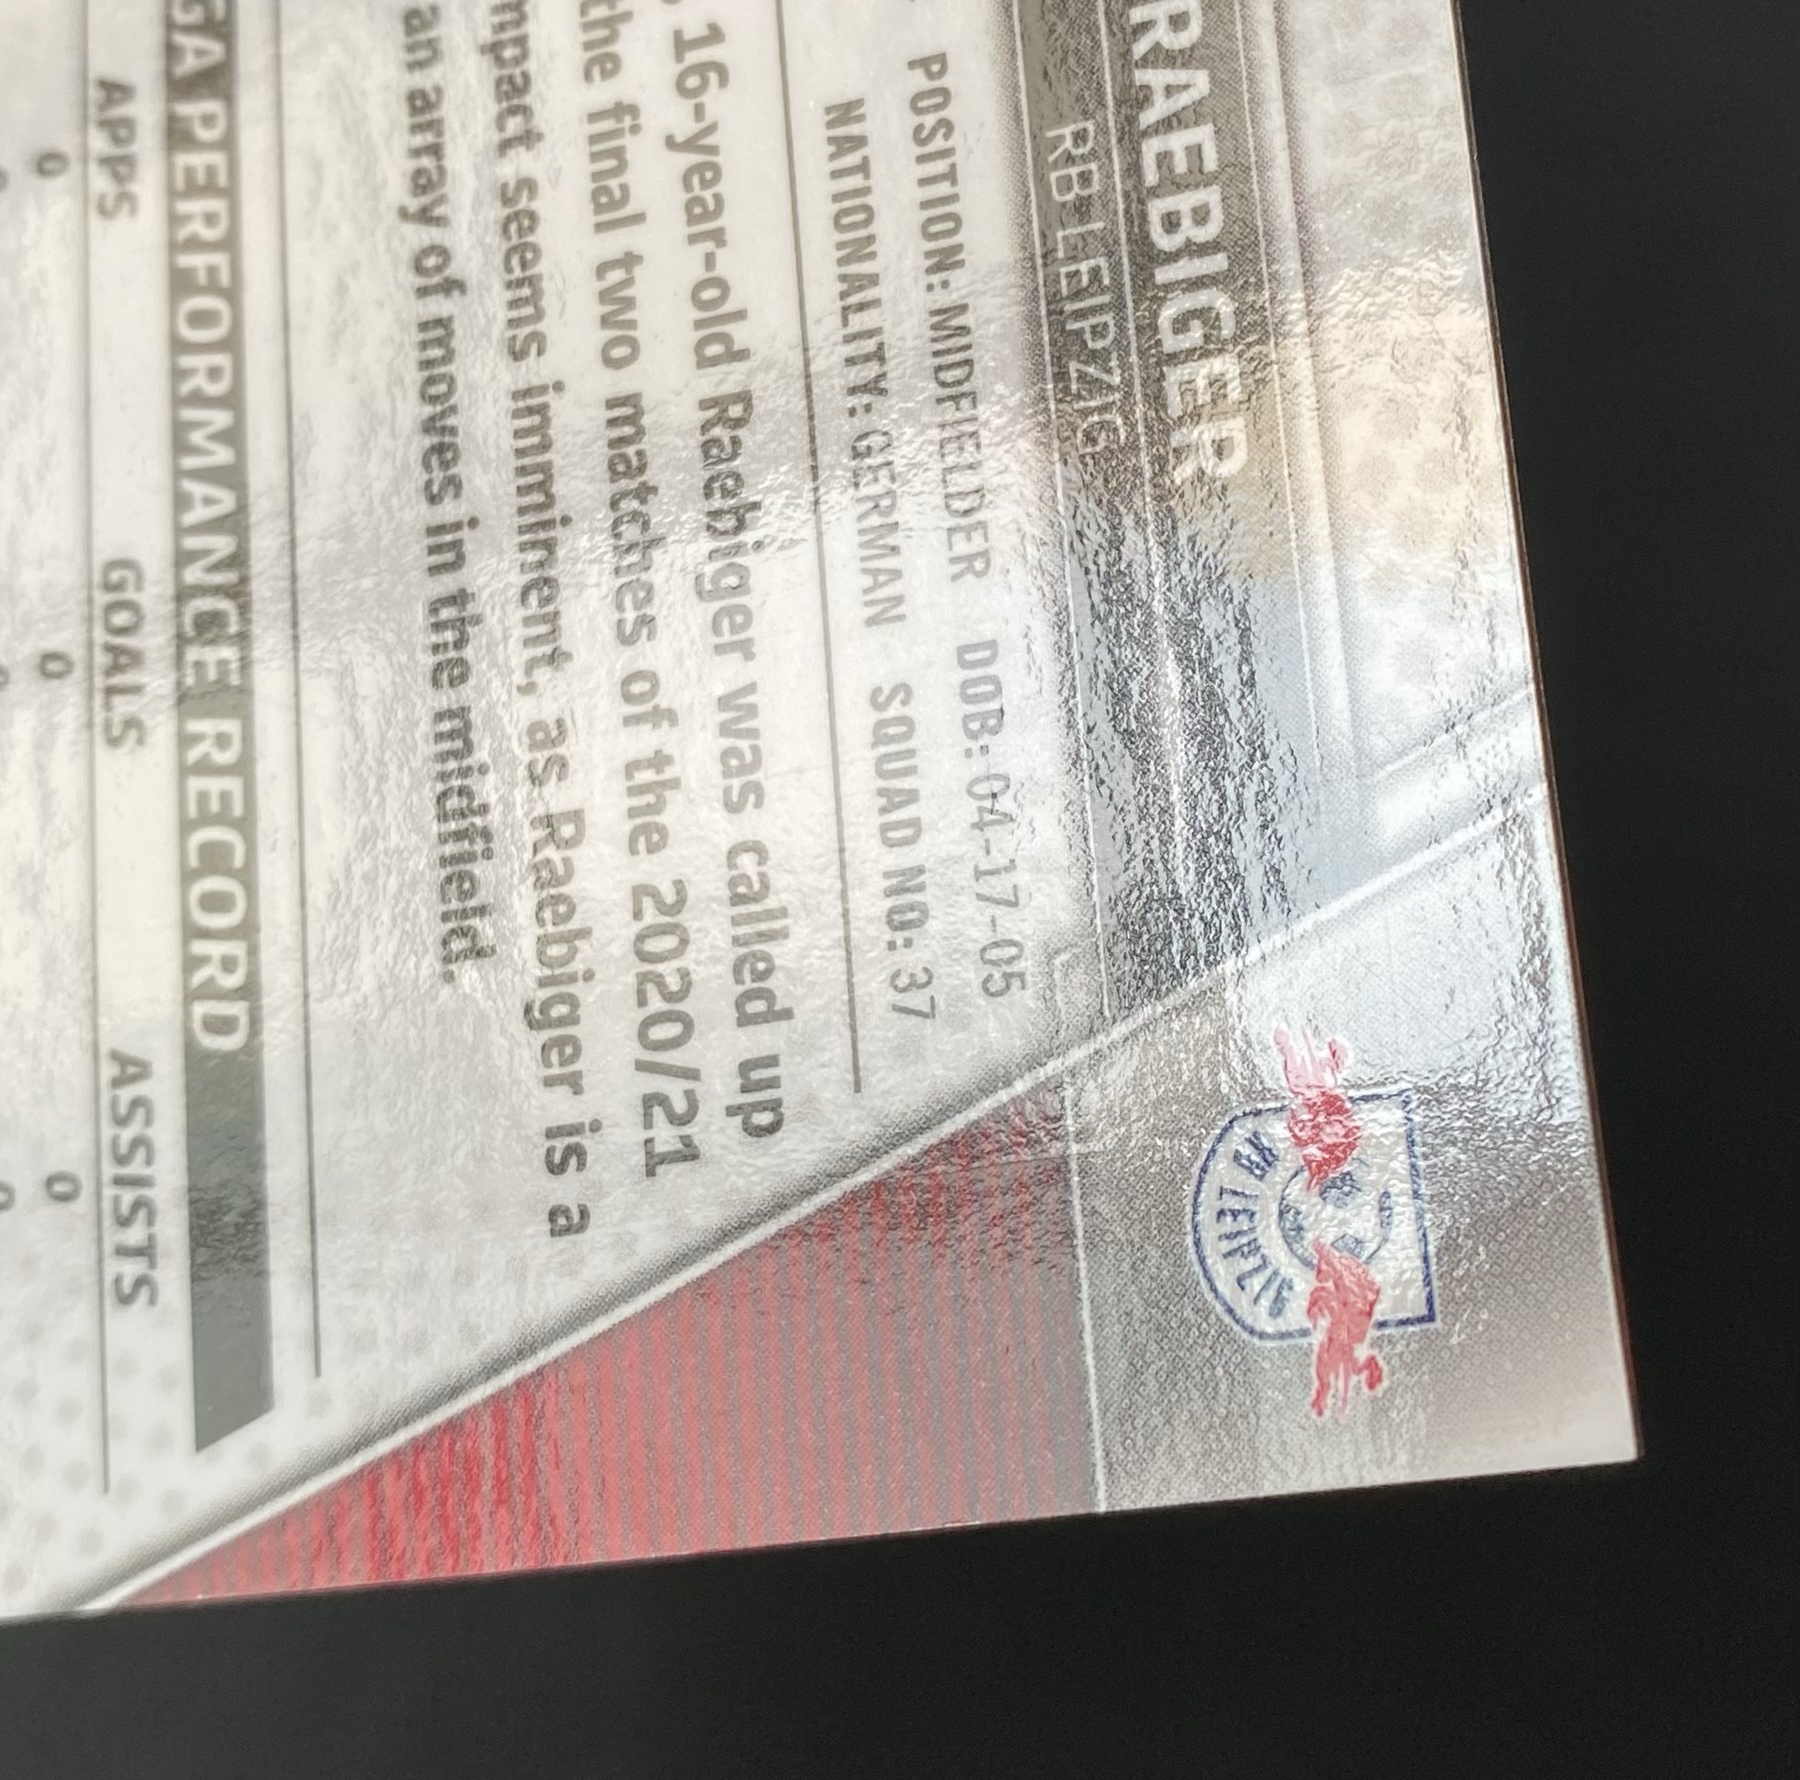 RAEBIGER
RB LEIPZIG
POSITION: MIDFIELDER DOB: 04-17-05
NATIONALITY: GERMAN SQUAD NO: 37
16-year-old Raebiger was called up
the final two matches of the 2020/21
mpact seems imminent, as Raebiger is a
an array of moves in the midfield.
GA PERFORMANCE RECORD
APPS GOALS ASSISTS
0 0 0
RB LEIPZIG